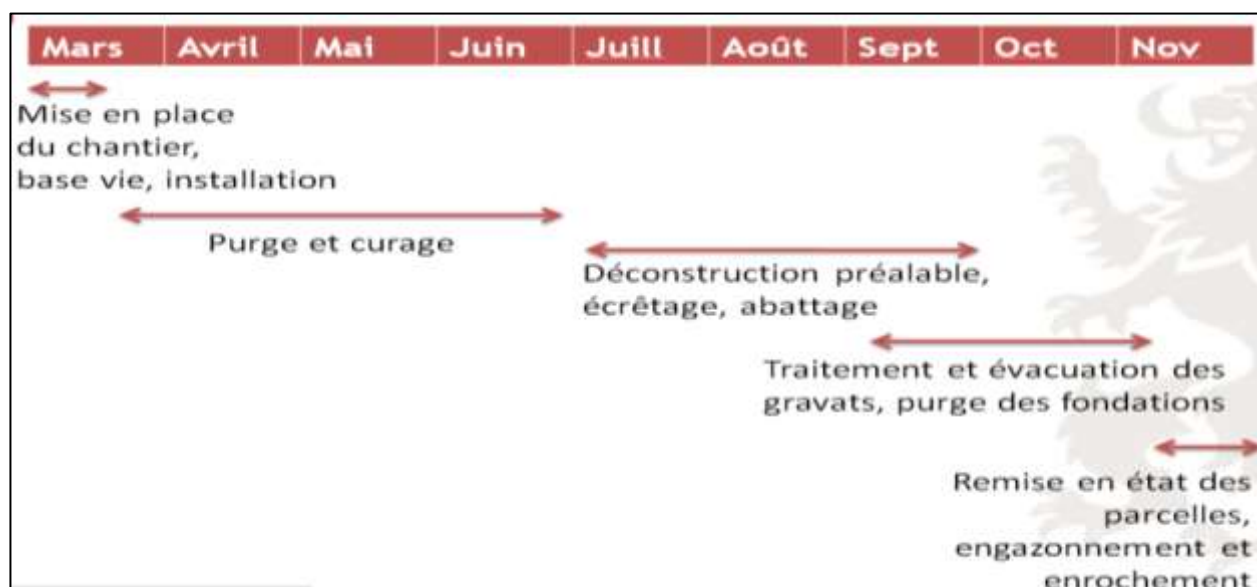 Mars Avril Mai Juin Juill Août Sept Oct Nov
Mise en place
du chantier,
base vie, installation
Purge et curage
Déconstruction préalable,
écrêtage, abattage
Traitement et évacuation des
gravats, purge des fondations
Remise en état des
parcelles,
engazonnement et
enrochement